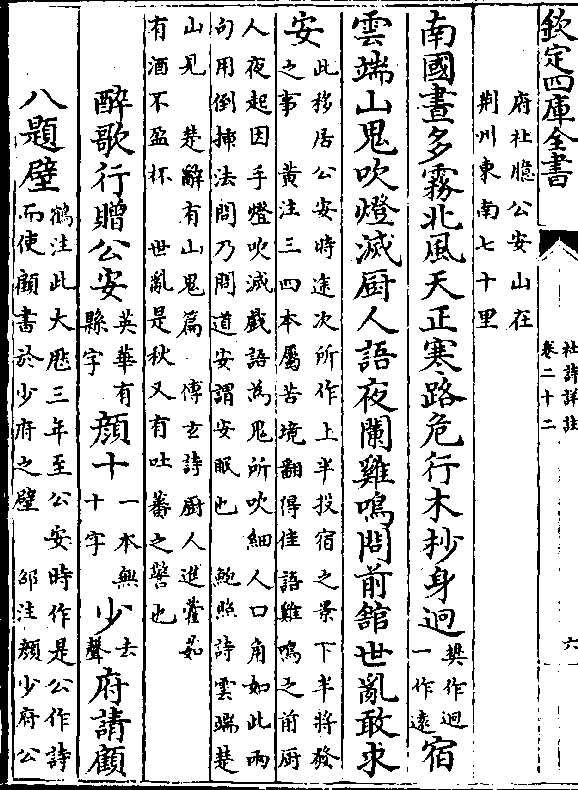 欽定四庫全書
杜詩詳註
卷二十二
六
府杜臆公安山在
荆州東南七十里
南國晝多霧北風天正寒路危行木杪身迥樊作迴一作遠宿
雲端山鬼吹燈滅厨人語夜闌雞鳴問前館世亂敢求
安此移居公安時途次所作上半投宿之景下半將發
之事 黄注三四本屬苦境翻得佳語雞鳴之前厨
人夜起因手燈吹滅戲語為鬼所吹細人口角如此兩
句用倒揷法問乃問道安謂安眠也 鮑照詩雲端楚
山見 楚辭有山鬼篇 傅玄詩厨人進藿茹
有酒不盈杯 世亂是秋又有吐蕃之警也
醉歌行贈公安英華有縣字顔十一本無十字少去聲府請顧
八題壁鶴注此大厯三年至公安時作是公作詩
而使顧書於少府之壁 邵注顔少府公